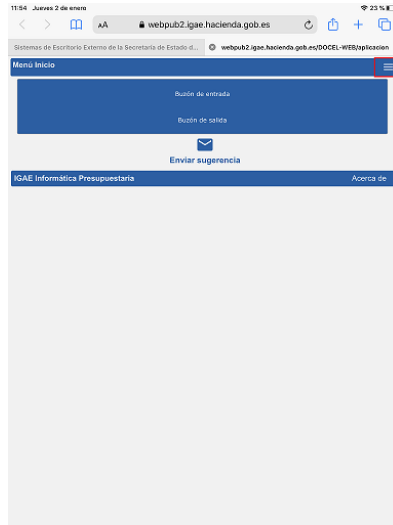 11:54 Jueves 2 de enero 23 %
AA webpub2.igae.hacienda.gob.es
Sistemas de Escritorio Externo de la Secretaría de Estado d... webpub2.igae.hacienda.gob.es/DOCEL-WEB/aplicacion
Menú Inicio
Buzón de entrada
Buzón de salida
Enviar sugerencia
IGAE Informática Presupuestaria Acerca de